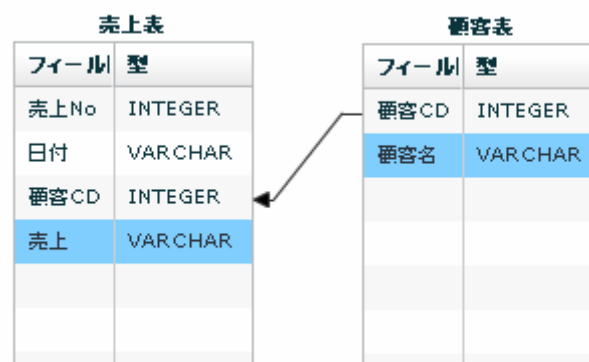 売上表
フィール 型
売上No INTEGER
日付 VARCHAR
顧客CD INTEGER
売上 VARCHAR
顧客表
フィール 型
顧客CD INTEGER
顧客名 VARCHAR